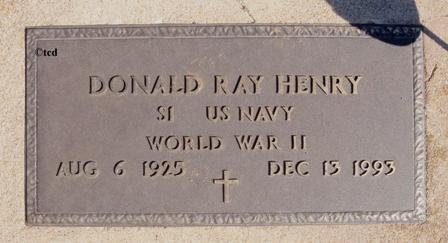 ©tcd
DONALD RAY HENRY
S1 US NAVY
WORLD WAR II
AUG 6 1925 DEC 13 1993